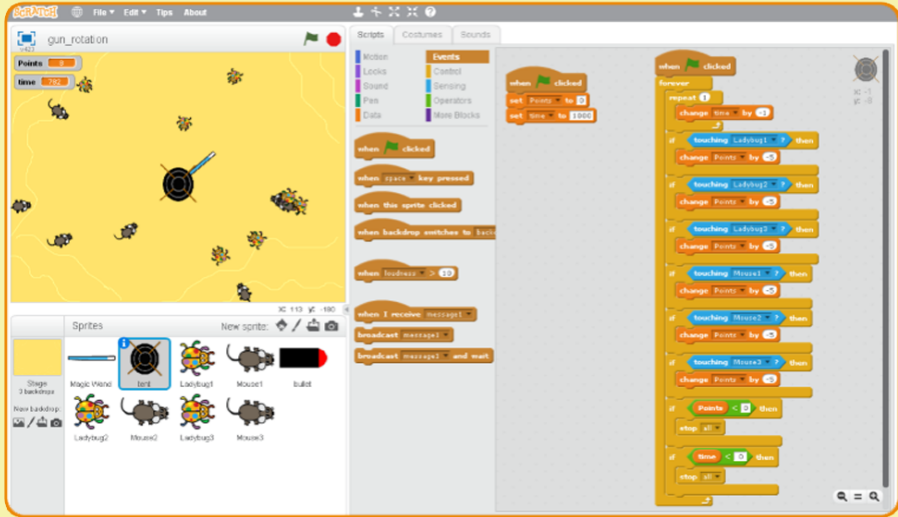 SCRATCH File Edit Tips About
gun_rotation
v423
Points 0
time 782
X: 113 Y: -180
Sprites New sprite:
Stage
3 backdrops
New backdrop:
Magic Wand tent Ladybug1 Mouse1 bullet
Ladybug2 Mouse2 Ladybug3 Mouse3
Scripts Costumes Sounds
Motion Events
Looks Control
Sound Sensing
Pen Operators
Data More Blocks
when clicked
when space key pressed
when this sprite clicked
when backdrop switches to
when loudness > 10
when I receive message1
broadcast message1
broadcast message1 and wait
when clicked
set Points to 0
set time to 1000
when clicked
forever
repeat 1
change time by -1
if touching Ladybug1 ? then
change Points by -5
if touching Ladybug2 ? then
change Points by -5
if touching Ladybug3 ? then
change Points by -5
if touching Mouse1 ? then
change Points by -5
if touching Mouse2 ? then
change Points by -5
if touching Mouse3 ? then
change Points by -5
if Points < 0 then
stop all
if time < 0 then
stop all
X: -1